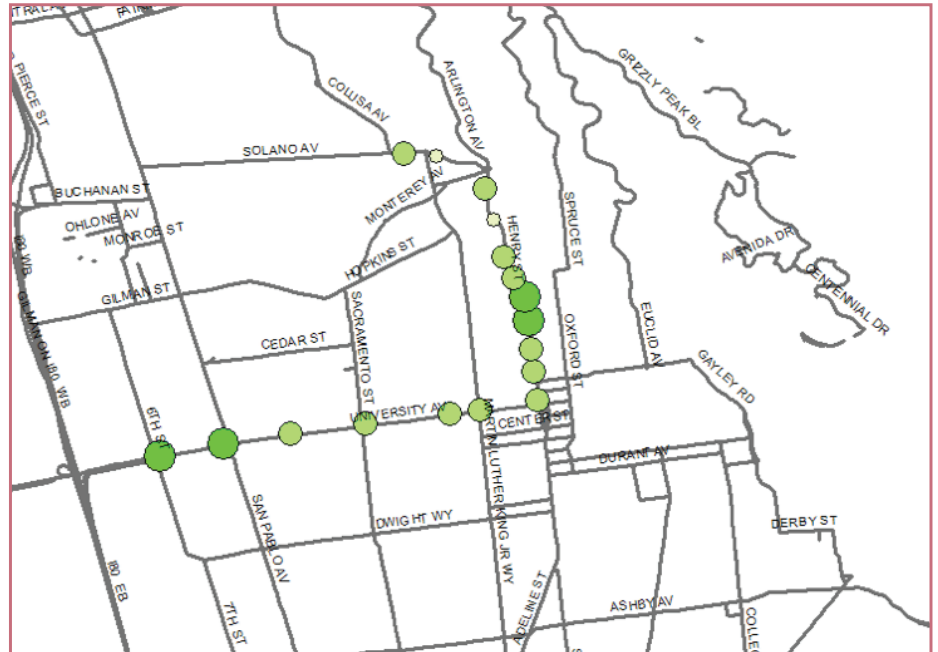 FAIR
PIERCE ST
COLUSA AV
ARLINGTON AV
GRIZZLY PEAK BL
SOLANO AV
BUCHANAN ST
MONTEREY AV
OHLONE AV
MONROE ST
HENRY ST
SPRUCE ST
AVENIDA DR
CENTENNIAL DR
HOPKINS ST
I80 WB
GILMAN ST
GILMAN ON I80 WB
SACRAMENTO ST
CEDAR ST
OXFORD ST
EUCLID AV
GAYLEY RD
6TH ST
UNIVERSITY AV
MARTIN LUTHER KING JR WY
CENTER ST
DURANT AV
SAN PABLO AV
DWIGHT WY
DERBY ST
I80 EB
7TH ST
ADELINE ST
ASHBY AV
COLLEG